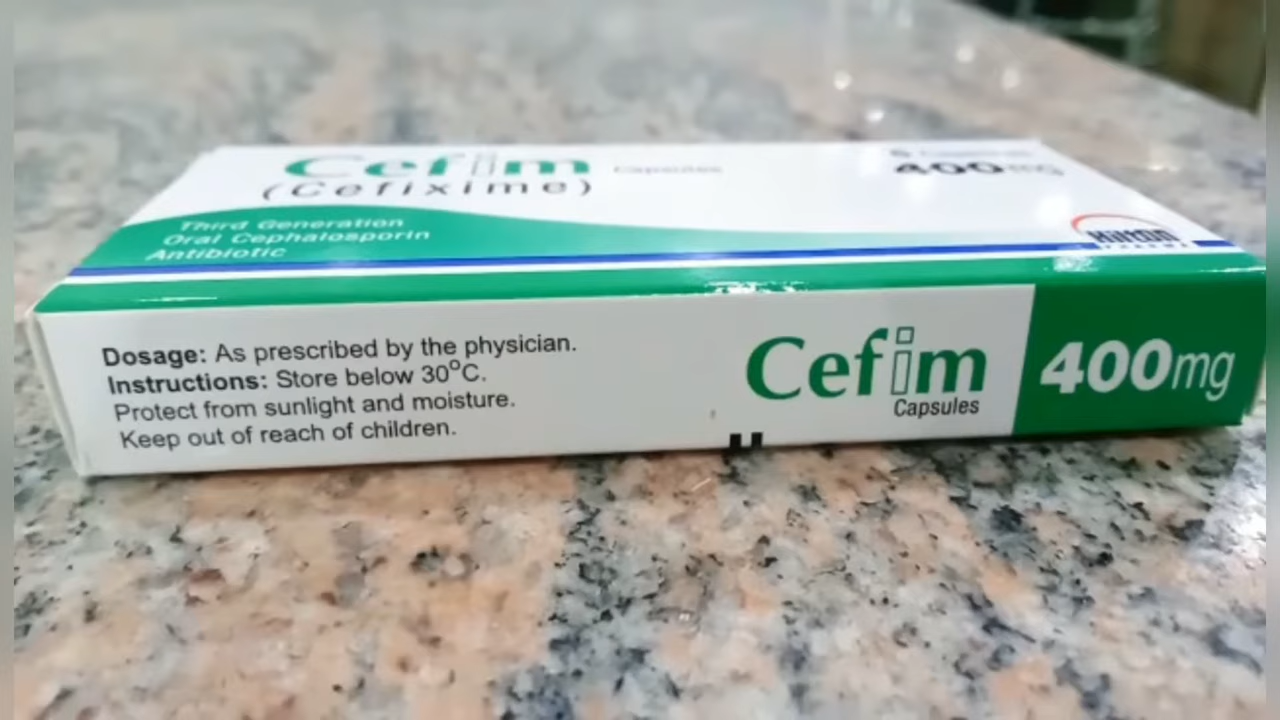 Cefim Capsules
400mg
(Cefixime)
Third Generation
Oral Cephalosporin
Antibiotic
Hilton
Dosage: As prescribed by the physician.
Instructions: Store below 30°C.
Protect from sunlight and moisture.
Keep out of reach of children.
Cefim
Capsules
400mg